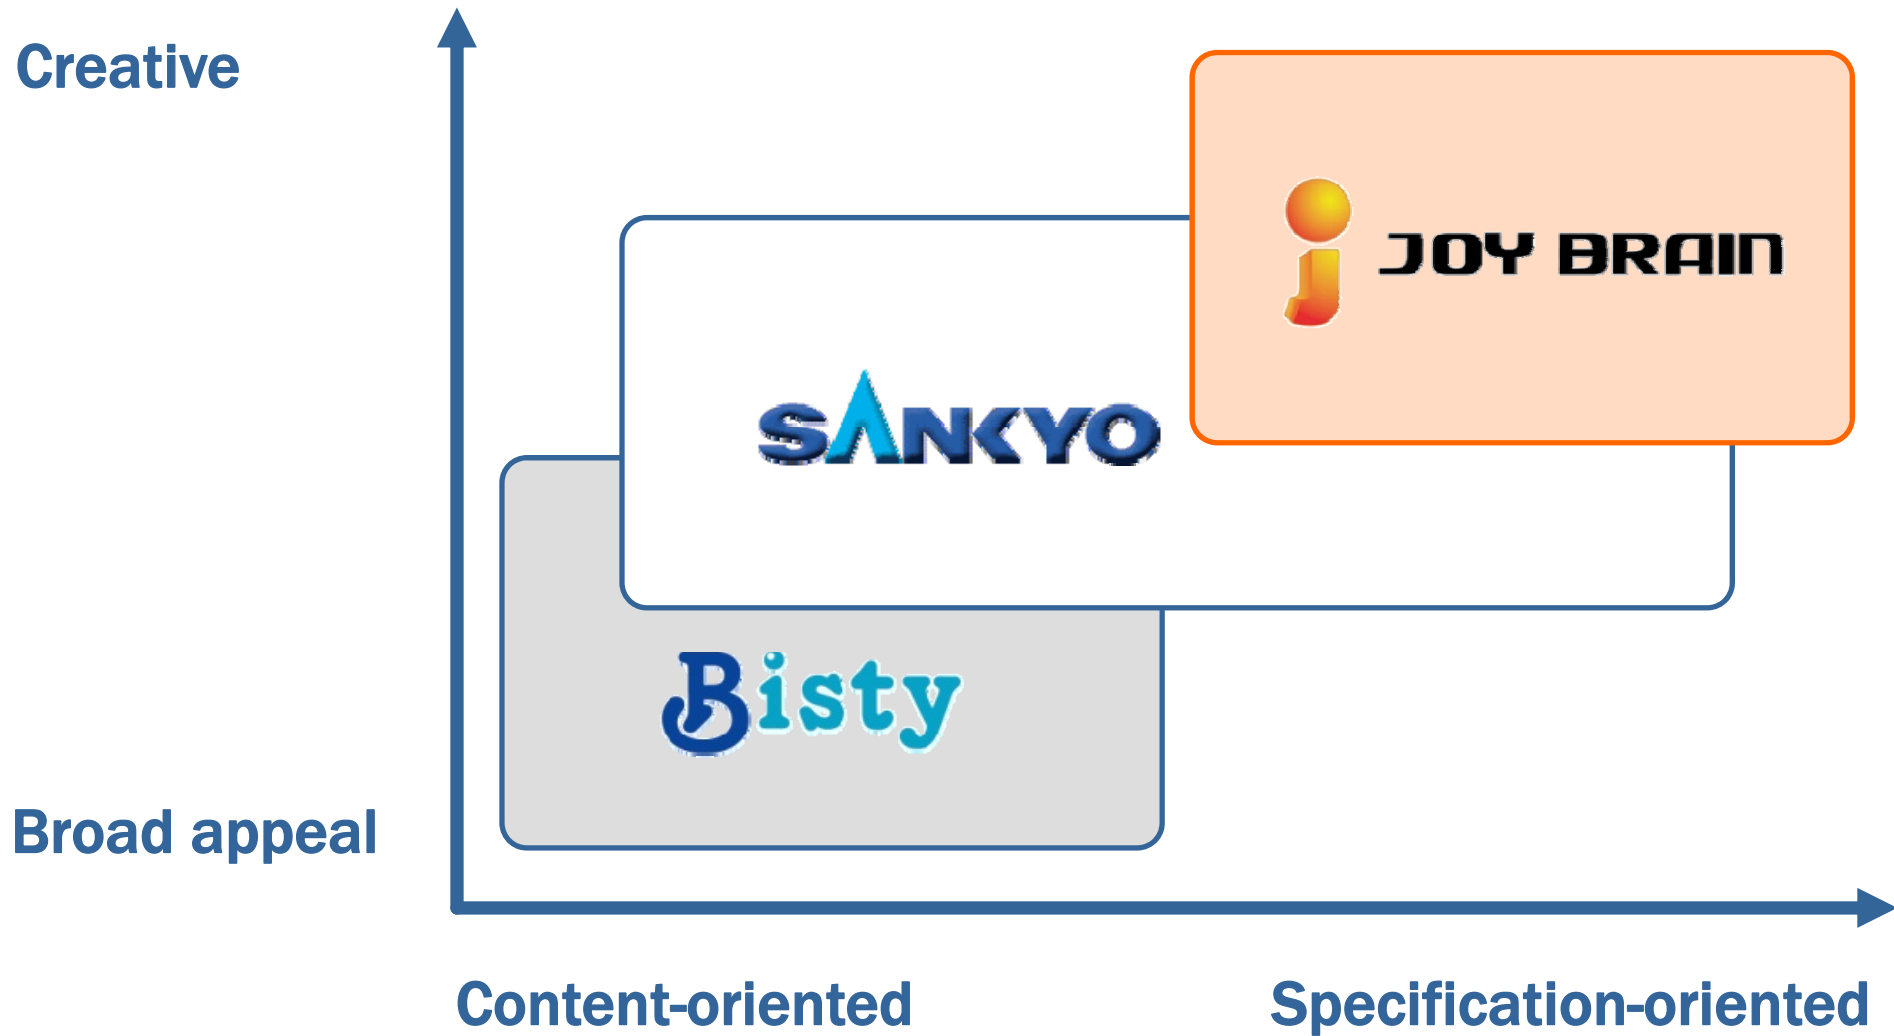 Creative
JOY BRAIN
SANKYO
Bisty
Broad appeal
Content-oriented
Specification-oriented